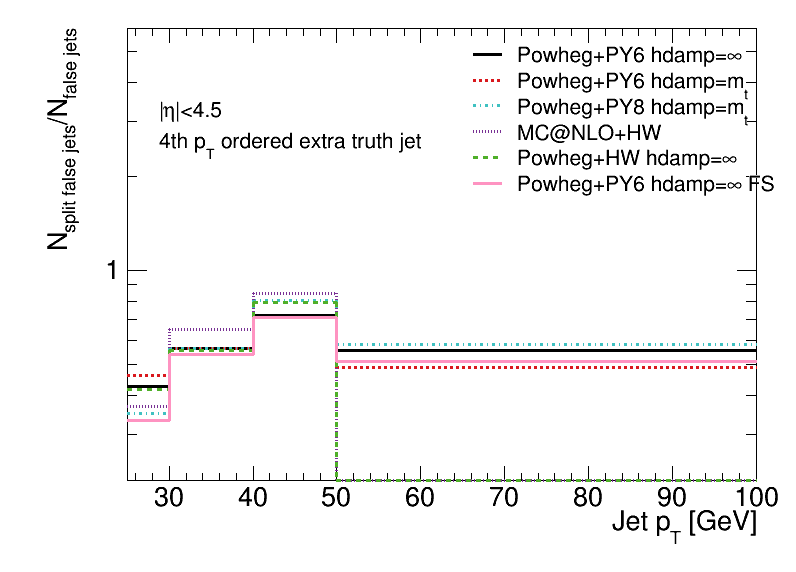 N_split false jets/N_false jets
Powheg+PY6 hdamp=∞
Powheg+PY6 hdamp=m_t
Powheg+PY8 hdamp=m_t
MC@NLO+HW
Powheg+HW hdamp=∞
Powheg+PY6 hdamp=∞ FS
|η|<4.5
4th p_T ordered extra truth jet
1
30 40 50 60 70 80 90 100
Jet p_T [GeV]